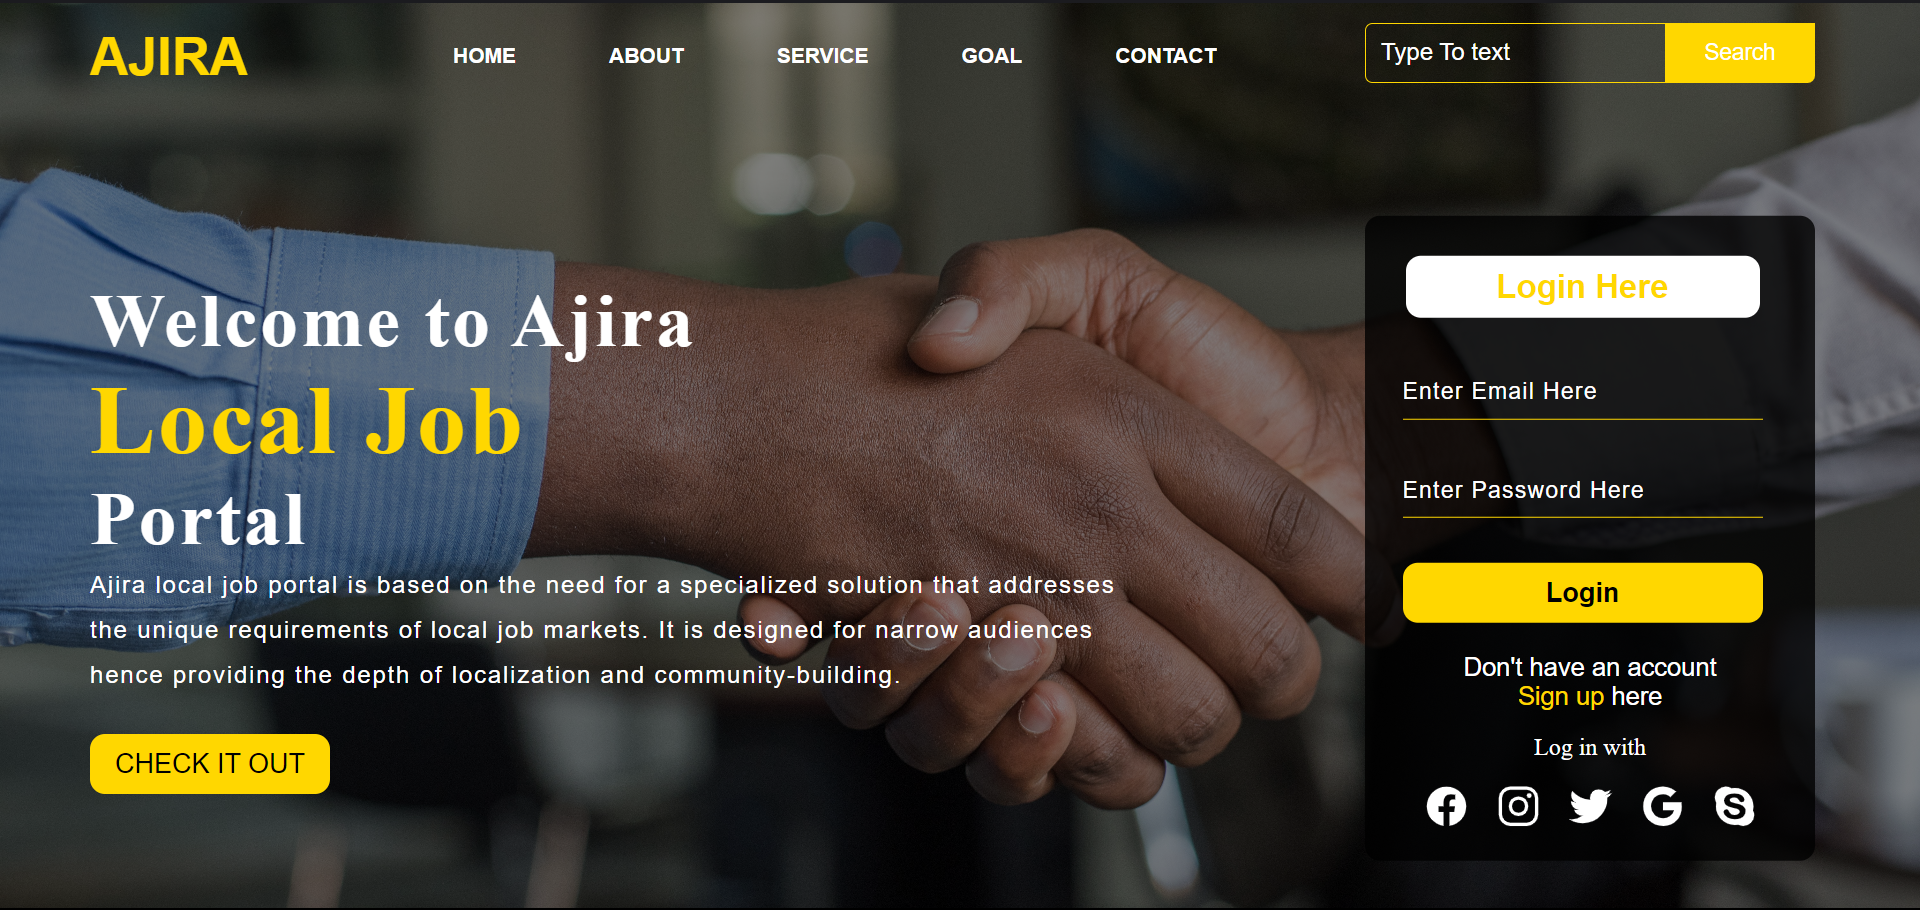 AJIRA
HOME
ABOUT
SERVICE
GOAL
CONTACT
Type To text
Search
Welcome to Ajira
Local Job
Portal
Ajira local job portal is based on the need for a specialized solution that addresses
the unique requirements of local job markets. It is designed for narrow audiences
hence providing the depth of localization and community-building.
CHECK IT OUT
Login Here
Enter Email Here
Enter Password Here
Login
Don't have an account
Sign up here
Log in with